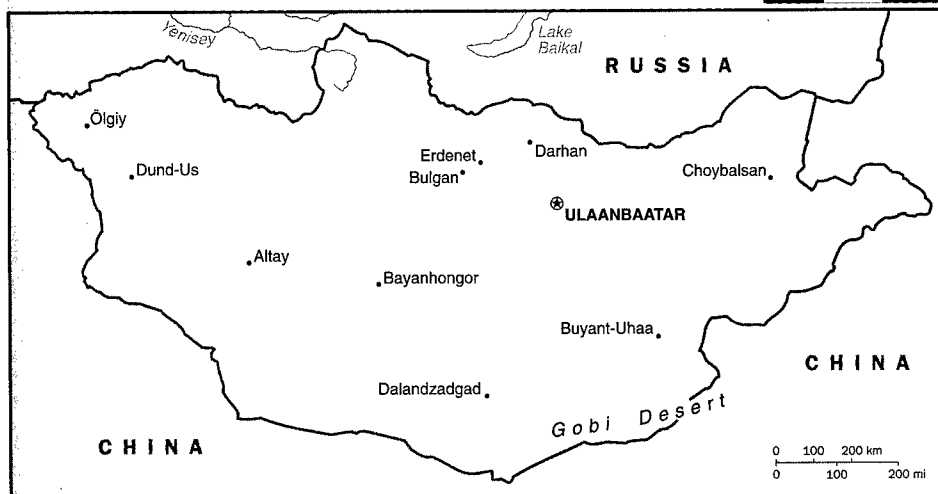 Yenisey
Lake
Baikal
RUSSIA
Ölgiy
Dund-Us
Erdenet
Bulgan
Darhan
Choybalsan
ULAANBAATAR
Altay
Bayanhongor
Buyant-Uhaa
CHINA
Dalandzadgad
Gobi Desert
CHINA
0 100 200 km
0 100 200 mi